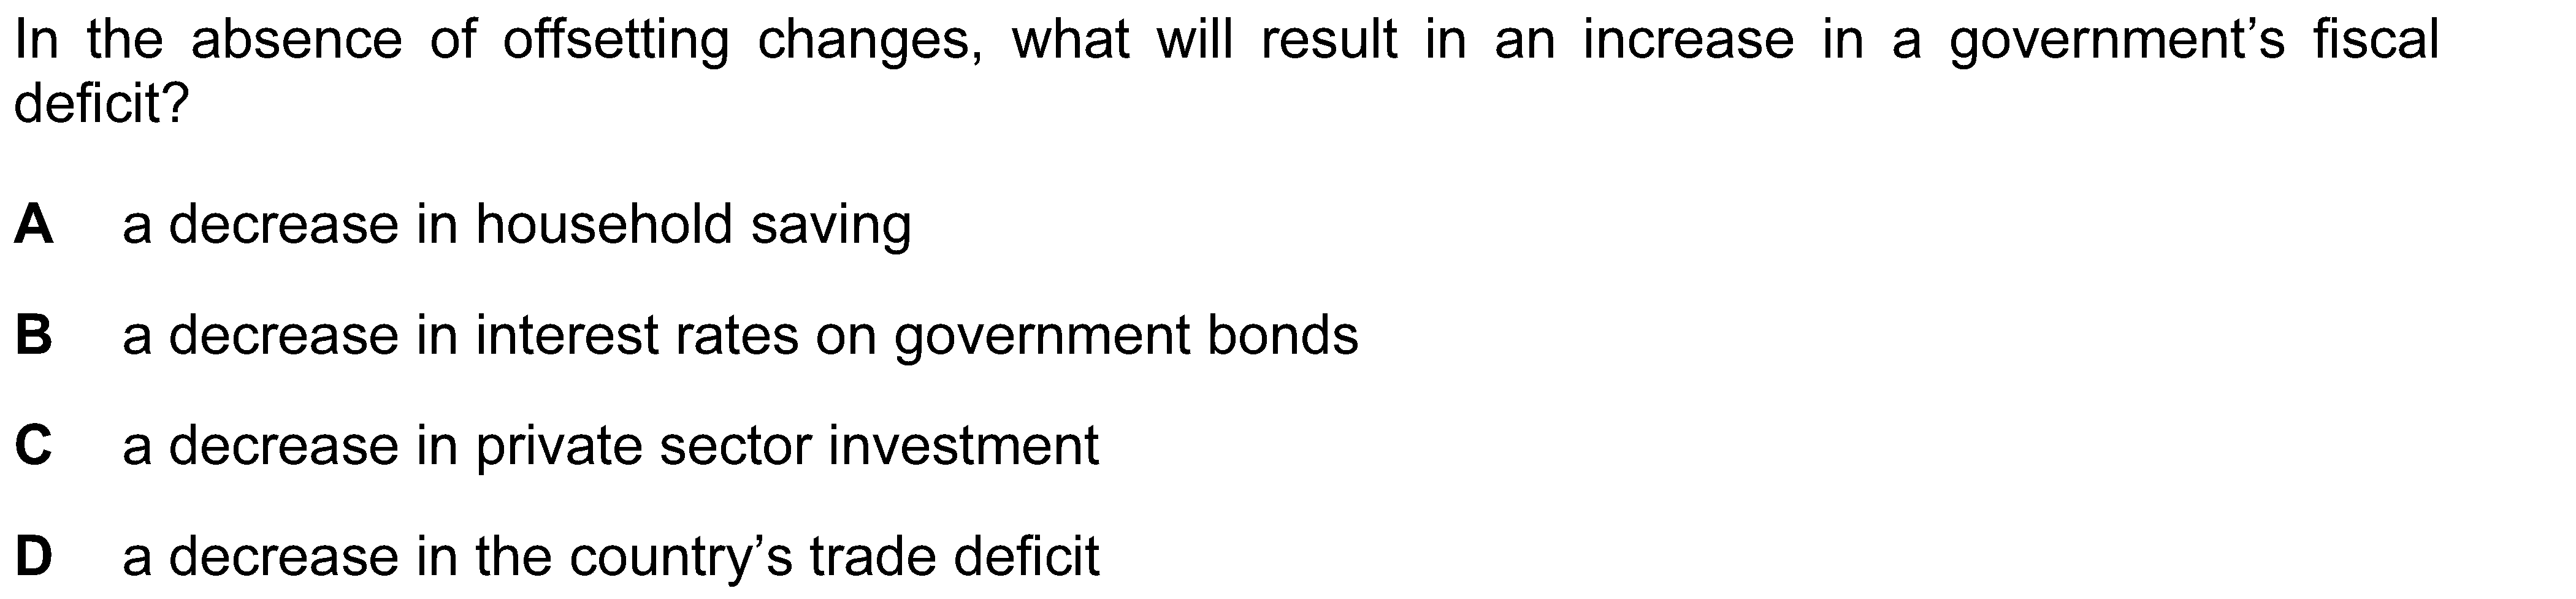 In the absence of offsetting changes, what will result in an increase in a government’s fiscal
deficit?
A a decrease in household saving
B a decrease in interest rates on government bonds
C a decrease in private sector investment
D a decrease in the country’s trade deficit